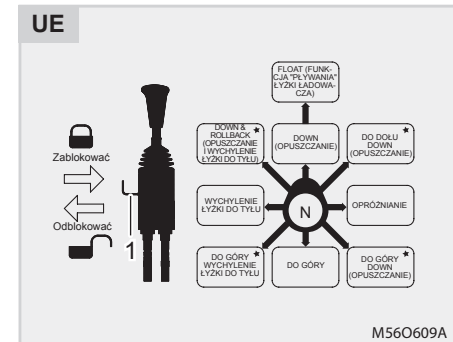 UE
FLOAT (FUNK-
CJA "PŁYWANIA"
ŁYŻKI ŁADOWA-
CZA)
DOWN &
ROLLBACK
(OPUSZCZANIE
I WYCHYLENIE
ŁYŻKI DO TYŁU)
DOWN
(OPUSZCZANIE)
DO DOŁU
DOWN
(OPUSZCZANIE)
Zablokować
Odblokować
1
WYCHYLENIE
ŁYŻKI DO TYŁU
N
OPRÓŻNIANIE
DO GÓRY
WYCHYLENIE
ŁYŻKI DO TYŁU
DO GÓRY
DO GÓRY
DOWN
(OPUSZCZANIE)
M56O609A